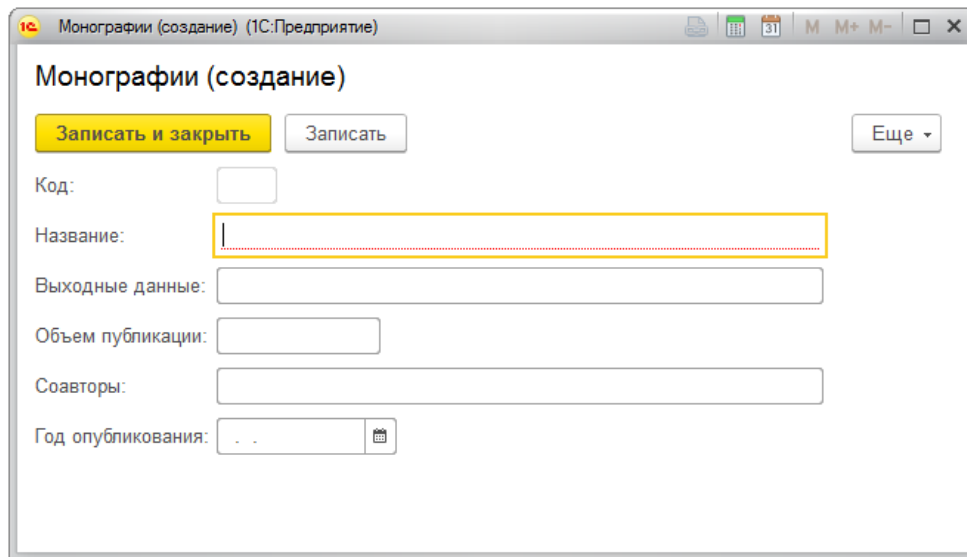 1С Монографии (создание) (1С:Предприятие) 31 M M+ M-
Монографии (создание)
Записать и закрыть Записать Еще
Код:
Название:
Выходные данные:
Объем публикации:
Соавторы:
Год опубликования: . .